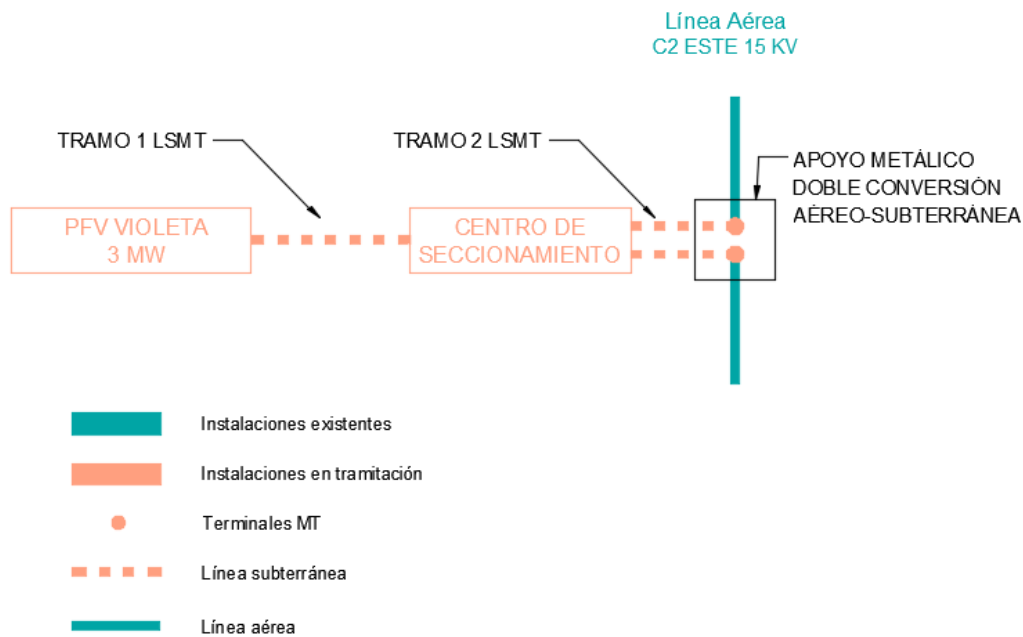 Línea Aérea
C2 ESTE 15 KV
TRAMO 1 LSMT
TRAMO 2 LSMT
APOYO METÁLICO
DOBLE CONVERSIÓN
AÉREO-SUBTERRÁNEA
PFV VIOLETA
3 MW
CENTRO DE
SECCIONAMIENTO
Instalaciones existentes
Instalaciones en tramitación
Terminales MT
Línea subterránea
Línea aérea